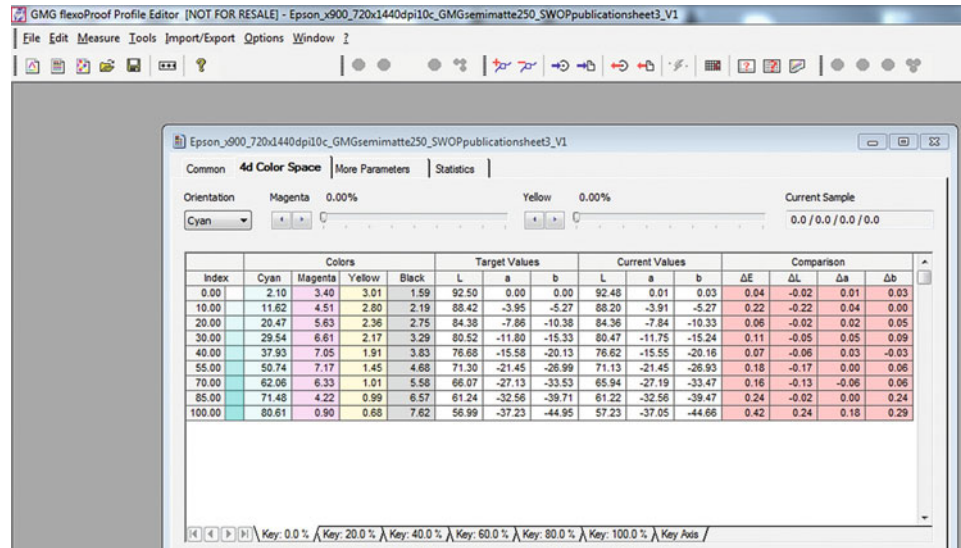 GMG flexoProof Profile Editor [NOT FOR RESALE] - Epson_x900_720x1440dpi10c_GMGsemimatte250_SWOPpublicationsheet3_V1
File Edit Measure Tools Import/Export Options Window ?
Epson_x900_720x1440dpi10c_GMGsemimatte250_SWOPpublicationsheet3_V1
Common 4d Color Space More Parameters Statistics
Orientation Magenta 0.00% Yellow 0.00% Current Sample
Cyan 0.0 / 0.0 / 0.0 / 0.0
Colors Target Values Current Values Comparison
Index Cyan Magenta Yellow Black L a b L a b ΔE ΔL Δa Δb
0.00 2.10 3.40 3.01 1.59 92.50 0.00 0.00 92.48 0.01 0.03 0.04 -0.02 0.01 0.03
10.00 11.62 4.51 2.80 2.19 88.42 -3.95 -5.27 88.20 -3.91 -5.27 0.22 -0.22 0.04 0.00
20.00 20.47 5.63 2.36 2.75 84.38 -7.86 -10.38 84.36 -7.84 -10.33 0.06 -0.02 0.02 0.05
30.00 29.54 6.61 2.17 3.29 80.52 -11.80 -15.33 80.47 -11.75 -15.24 0.11 -0.05 0.05 0.09
40.00 37.93 7.05 1.91 3.83 76.68 -15.58 -20.13 76.62 -15.55 -20.16 0.07 -0.06 0.03 -0.03
55.00 50.74 7.17 1.45 4.68 71.30 -21.45 -26.99 71.13 -21.45 -26.93 0.18 -0.17 0.00 0.06
70.00 62.06 6.33 1.01 5.58 66.07 -27.13 -33.53 65.94 -27.19 -33.47 0.16 -0.13 -0.06 0.06
85.00 71.48 4.22 0.99 6.57 61.24 -32.56 -39.71 61.22 -32.56 -39.47 0.24 -0.02 0.00 0.24
100.00 80.61 0.90 0.68 7.62 56.99 -37.23 -44.95 57.23 -37.05 -44.66 0.42 0.24 0.18 0.29
Key: 0.0 % Key: 20.0 % Key: 40.0 % Key: 60.0 % Key: 80.0 % Key: 100.0 % Key Axis